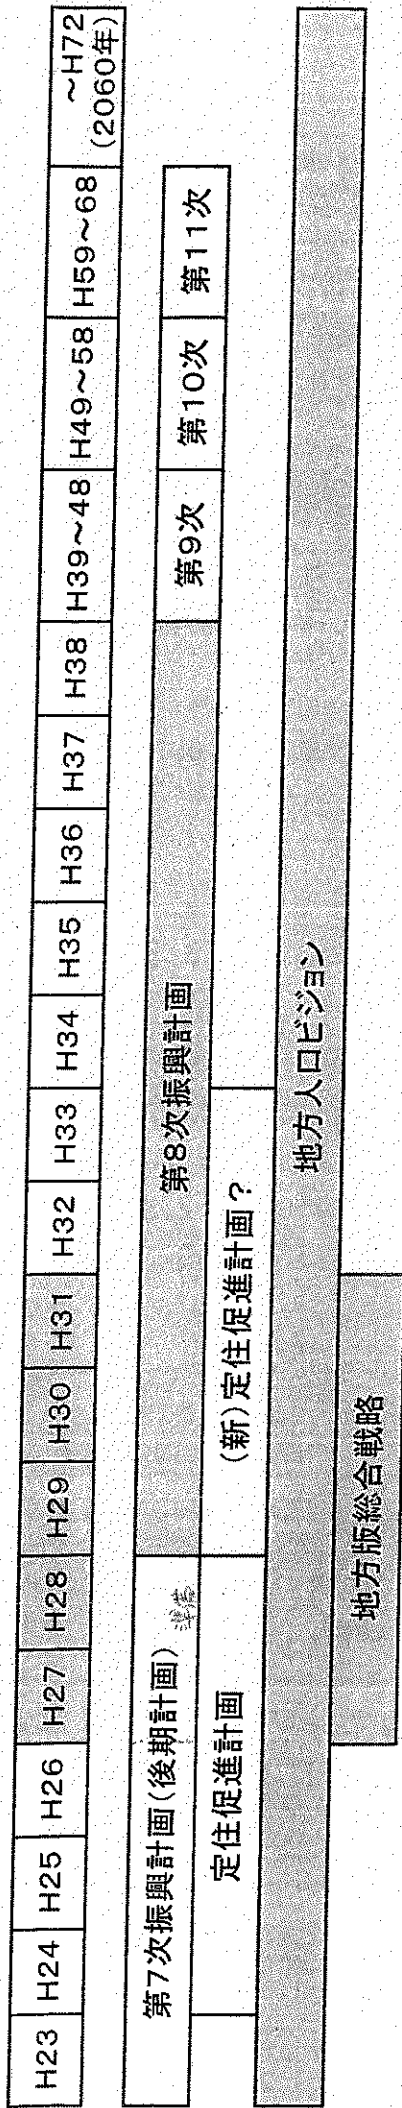 H23 H24 H25 H26 H27 H28 H29 H30 H31 H32 H33 H34 H35 H36 H37 H38 H39～48 H49～58 H59～68 ～H72
(2060年)
第7次振興計画(後期計画) 第8次振興計画 第9次 第10次 第11次
定住促進計画 (新)定住促進計画?
地方人口ビジョン
地方版総合戦略